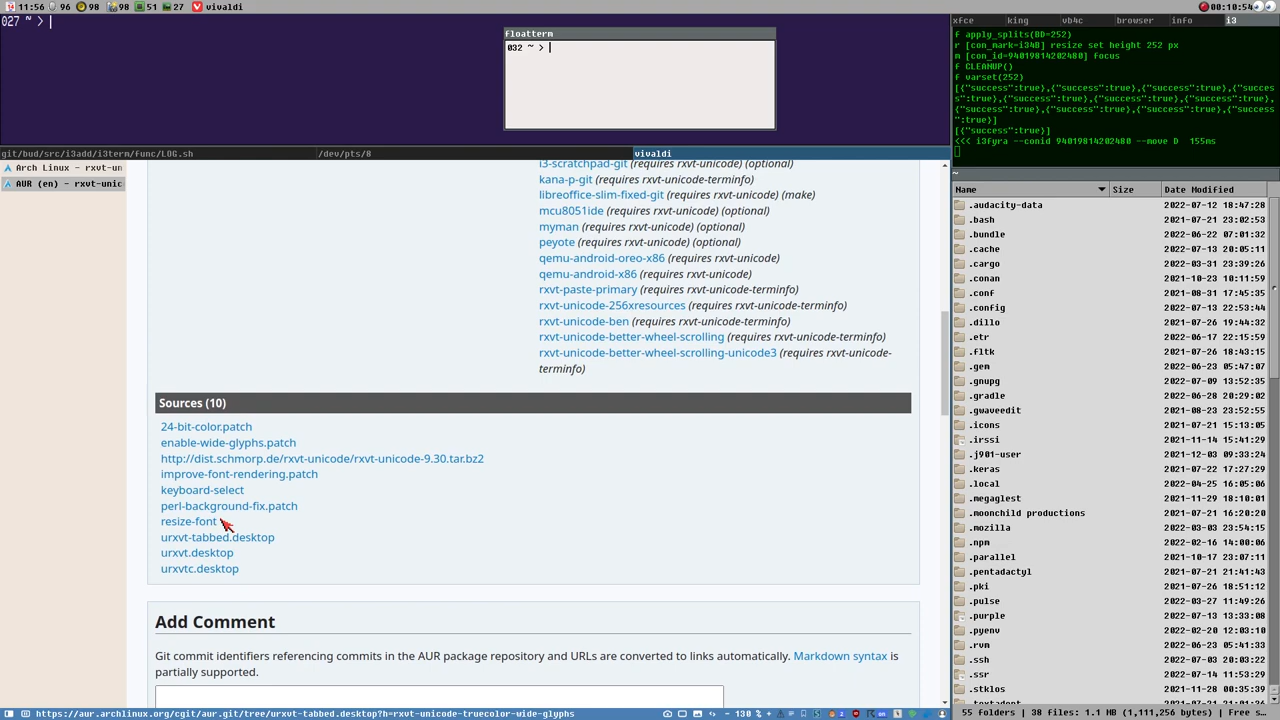 11:56 96 98 98 51 27 vivaldi
00:10:54
027 ~ >
floatterm
032 ~ >
xfce king vb4c browser info i3
f apply_splits(BD=252)
r [con_mark=i34B] resize set height 252 px
m [con_id=94019814202480] focus
f CLEANUP()
f varset(252)
[{"success":true},{"success":true},{"success":true},{"succes
s":true},{"success":true},{"success":true},{"success":true},
{"success":true},{"success":true},{"success":true},{"success
":true}]
[{"success":true}]
<<< i3fyra --conid 94019814202480 --move D 155ms
git/bud/src/i3add/i3term/func/LOG.sh /dev/pts/8 vivaldi
Arch Linux - rxvt-un
AUR (en) - rxvt-unic
i3-scratchpad-git (requires rxvt-unicode) (optional)
kana-p-git (requires rxvt-unicode-terminfo)
libreoffice-slim-fixed-git (requires rxvt-unicode) (make)
mcu8051ide (requires rxvt-unicode) (optional)
myman (requires rxvt-unicode) (optional)
peyote (requires rxvt-unicode) (optional)
qemu-android-oreo-x86 (requires rxvt-unicode)
qemu-android-x86 (requires rxvt-unicode)
rxvt-paste-primary (requires rxvt-unicode-terminfo)
rxvt-unicode-256xresources (requires rxvt-unicode-terminfo)
rxvt-unicode-ben (requires rxvt-unicode-terminfo)
rxvt-unicode-better-wheel-scrolling (requires rxvt-unicode-terminfo)
rxvt-unicode-better-wheel-scrolling-unicode3 (requires rxvt-unicode-
terminfo)
Sources (10)
24-bit-color.patch
enable-wide-glyphs.patch
http://dist.schmorp.de/rxvt-unicode/rxvt-unicode-9.30.tar.bz2
improve-font-rendering.patch
keyboard-select
perl-background-fix.patch
resize-font
urxvt-tabbed.desktop
urxvt.desktop
urxvtc.desktop
Add Comment
Git commit identifiers referencing commits in the AUR package repository and URLs are converted to links automatically. Markdown syntax is
partially supported:
https://aur.archlinux.org/cgit/aur.git/tree/urxvt-tabbed.desktop?h=rxvt-unicode-truecolor-wide-glyphs
- 130 % +
~
Name Size Date Modified
.audacity-data 2022-07-12 18:47:28
.bash 2021-07-21 23:02:53
.bundle 2022-06-22 07:01:32
.cache 2022-07-13 20:05:11
.cargo 2022-03-31 23:39:26
.conan 2021-10-23 10:11:59
.conf 2021-08-31 17:45:35
.config 2022-07-13 22:53:44
.dillo 2021-07-26 19:44:32
.etr 2022-06-17 22:15:59
.fltk 2021-07-26 18:43:15
.gem 2022-06-23 05:47:07
.gnupg 2022-07-09 13:52:35
.gradle 2022-06-28 20:29:02
.gwaveedit 2021-08-23 23:52:55
.icons 2021-07-21 15:13:05
.irssi 2021-11-14 15:41:29
.j901-user 2021-12-09 09:33:24
.keras 2021-07-22 17:27:29
.local 2022-04-25 16:05:06
.megaglest 2021-11-29 18:10:01
.moonchild productions 2021-07-21 16:20:20
.mozilla 2022-03-03 23:54:15
.npm 2022-02-16 14:00:06
.parallel 2021-10-17 23:07:11
.pentadactyl 2021-07-21 21:41:43
.pki 2021-07-26 18:51:12
.pulse 2022-03-27 11:49:26
.purple 2022-07-13 13:33:08
.pyenv 2022-02-20 12:03:10
.rvm 2022-06-23 05:41:33
.ssh 2022-07-03 20:03:22
.ssr 2022-07-14 11:53:29
.stklos 2021-11-28 00:35:39
55 folders | 38 files: 1.1 MB (1,111,256 bytes) | Free s